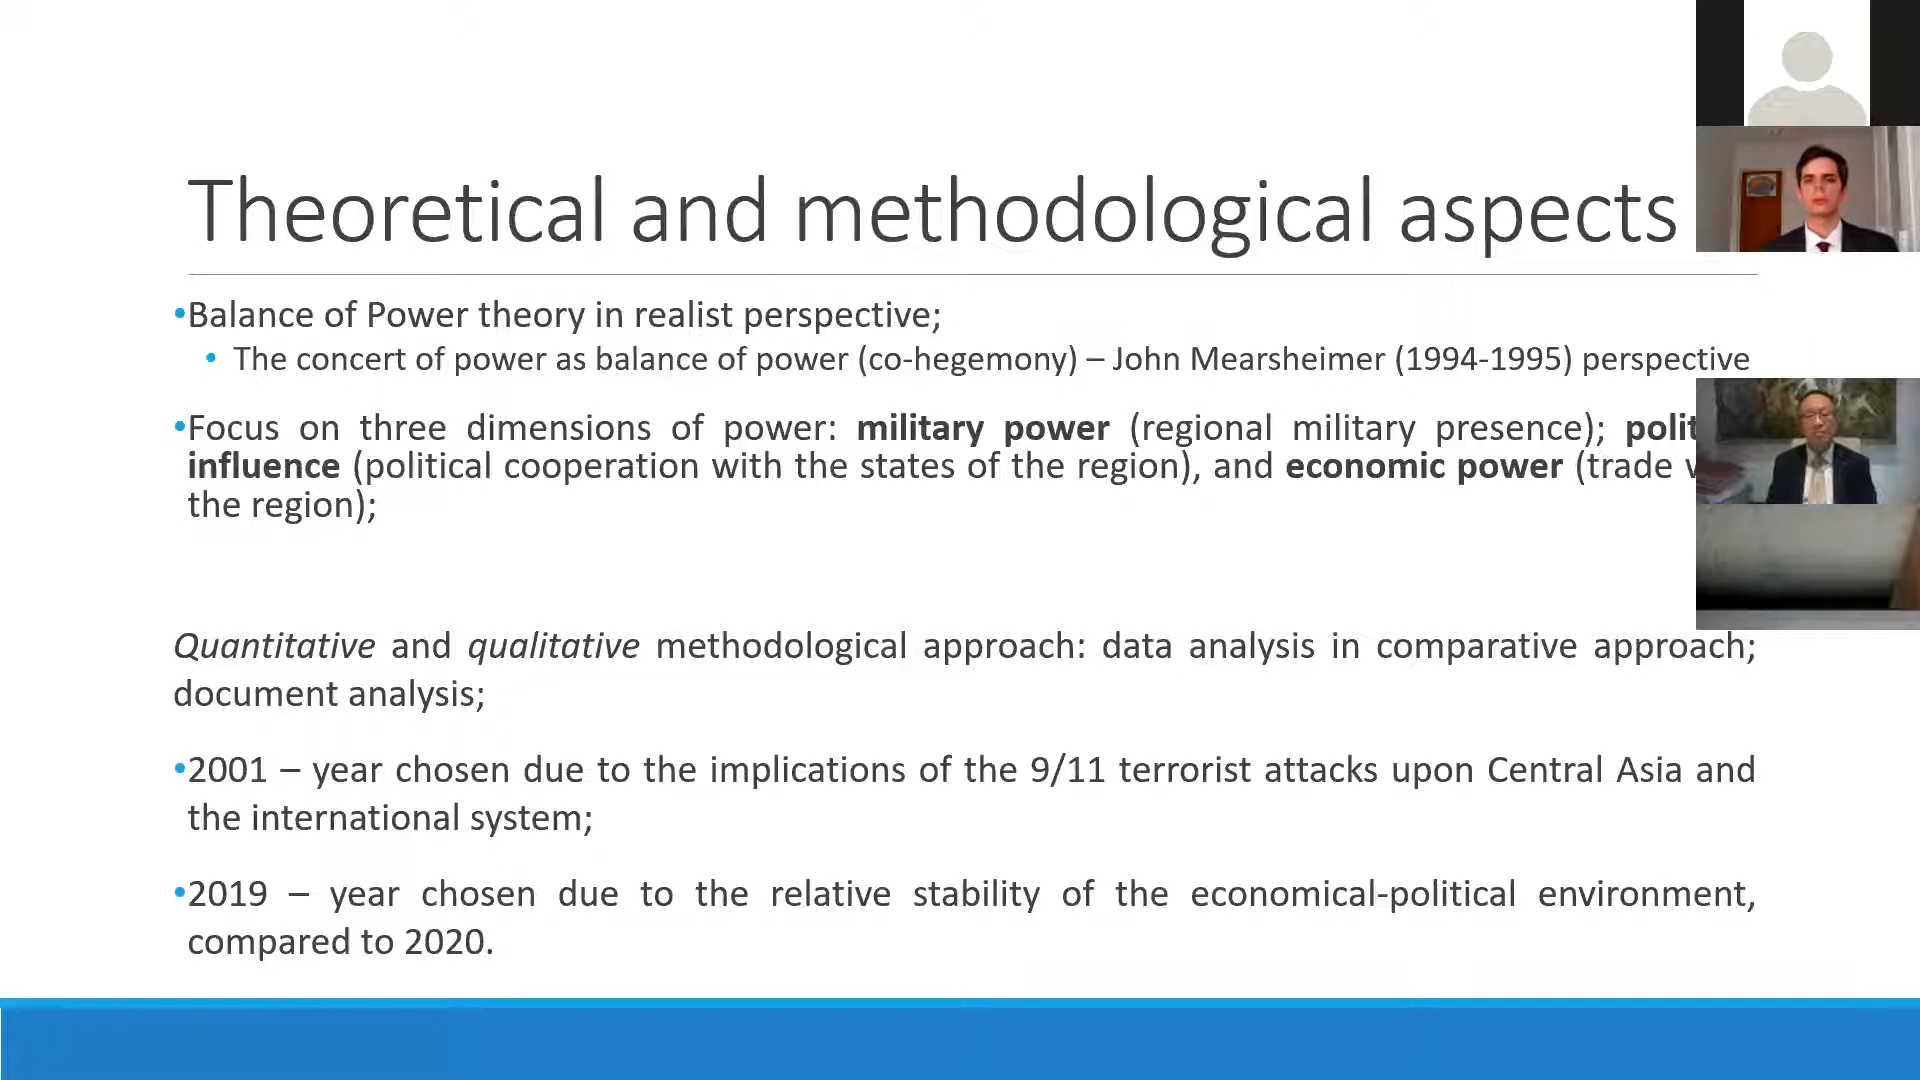 Theoretical and methodological aspects
•Balance of Power theory in realist perspective;
• The concert of power as balance of power (co-hegemony) – John Mearsheimer (1994-1995) perspective
•Focus on three dimensions of power: military power (regional military presence);
influence (political cooperation with the states of the region), and economic power (trade
the region);
Quantitative and qualitative methodological approach: data analysis in comparative approach;
document analysis;
•2001 – year chosen due to the implications of the 9/11 terrorist attacks upon Central Asia and
the international system;
•2019 – year chosen due to the relative stability of the economical-political environment,
compared to 2020.